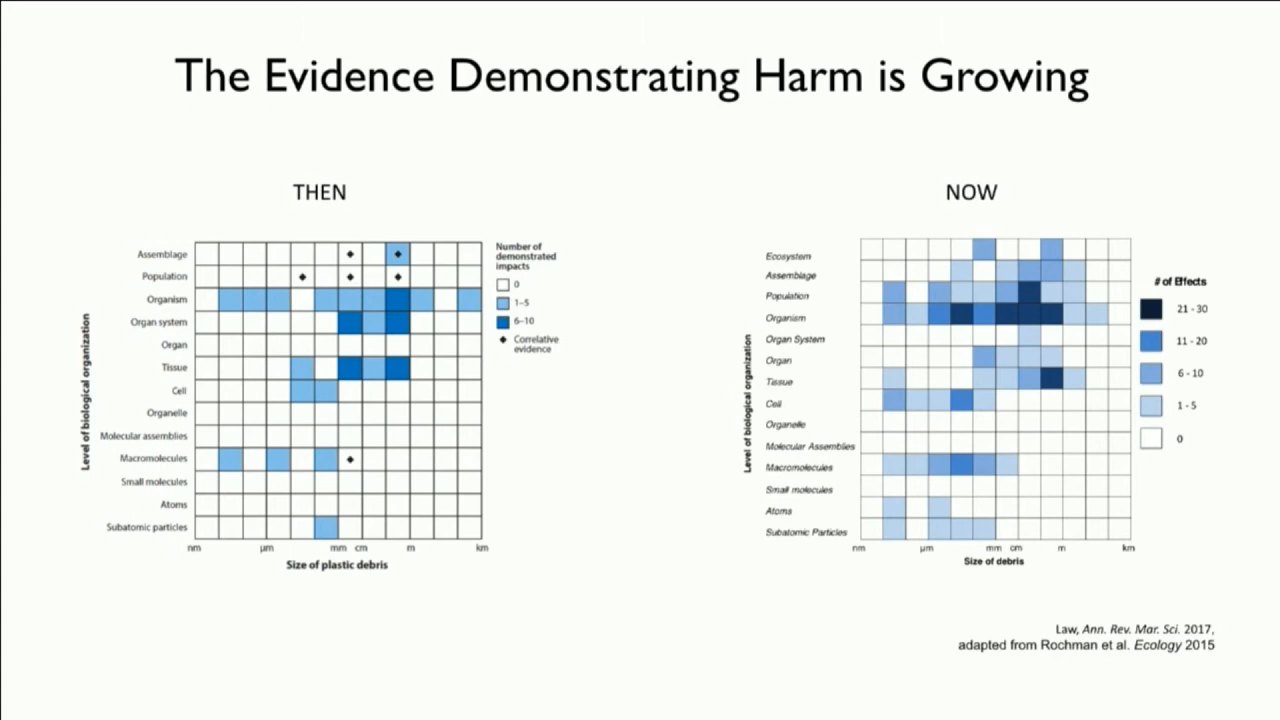 The Evidence Demonstrating Harm is Growing
THEN
Assemblage
Population
Organism
Organ system
Organ
Tissue
Cell
Organelle
Molecular assemblies
Macromolecules
Small molecules
Atoms
Subatomic particles
Level of biological organization
nm μm mm cm m km
Size of plastic debris
Number of
demonstrated
impacts
0
1–5
6–10
Correlative
evidence
NOW
Ecosystem
Assemblage
Population
Organism
Organ System
Organ
Tissue
Cell
Organelle
Molecular Assemblies
Macromolecules
Small molecules
Atoms
Subatomic Particles
Level of biological organization
nm μm mm cm m km
Size of debris
# of Effects
21 - 30
11 - 20
6 - 10
1 - 5
0
Law, Ann. Rev. Mar. Sci. 2017,
adapted from Rochman et al. Ecology 2015